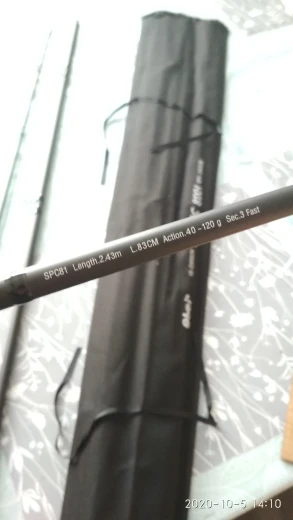 SPC81 Length.2.43m L.83CM Action.40-120 g Sec.3 Fast
2020-10-5 14:10